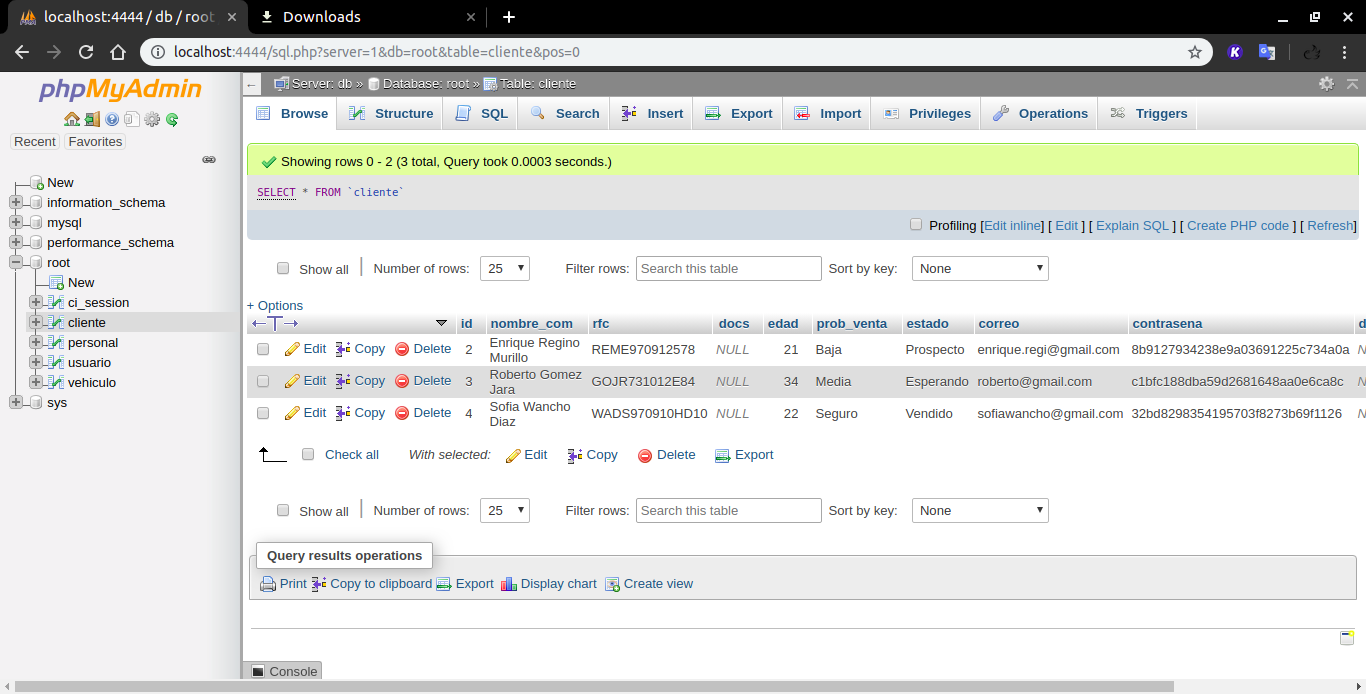 localhost:4444 / db / root
Downloads
localhost:4444/sql.php?server=1&db=root&table=cliente&pos=0
phpMyAdmin
Recent Favorites
New
information_schema
mysql
performance_schema
root
New
ci_session
cliente
personal
usuario
vehiculo
sys
Server: db » Database: root » Table: cliente
Browse Structure SQL Search Insert Export Import Privileges Operations Triggers
Showing rows 0 - 2 (3 total, Query took 0.0003 seconds.)
SELECT * FROM `cliente`
Profiling [Edit inline] [ Edit ] [ Explain SQL ] [ Create PHP code ] [ Refresh]
Show all Number of rows: 25 Filter rows: Search this table Sort by key: None
+ Options
id nombre_com rfc docs edad prob_venta estado correo contrasena d
Edit Copy Delete 2 Enrique Regino Murillo REME970912578 NULL 21 Baja Prospecto enrique.regi@gmail.com 8b9127934238e9a03691225c734a0a N
Edit Copy Delete 3 Roberto Gomez Jara GOJR731012E84 NULL 34 Media Esperando roberto@gmail.com c1bfc188dba59d2681648aa0e6ca8c N
Edit Copy Delete 4 Sofia Wancho Diaz WADS970910HD10 NULL 22 Seguro Vendido sofiawancho@gmail.com 32bd8298354195703f8273b69f1126 N
Check all With selected: Edit Copy Delete Export
Show all Number of rows: 25 Filter rows: Search this table Sort by key: None
Query results operations
Print Copy to clipboard Export Display chart Create view
Console